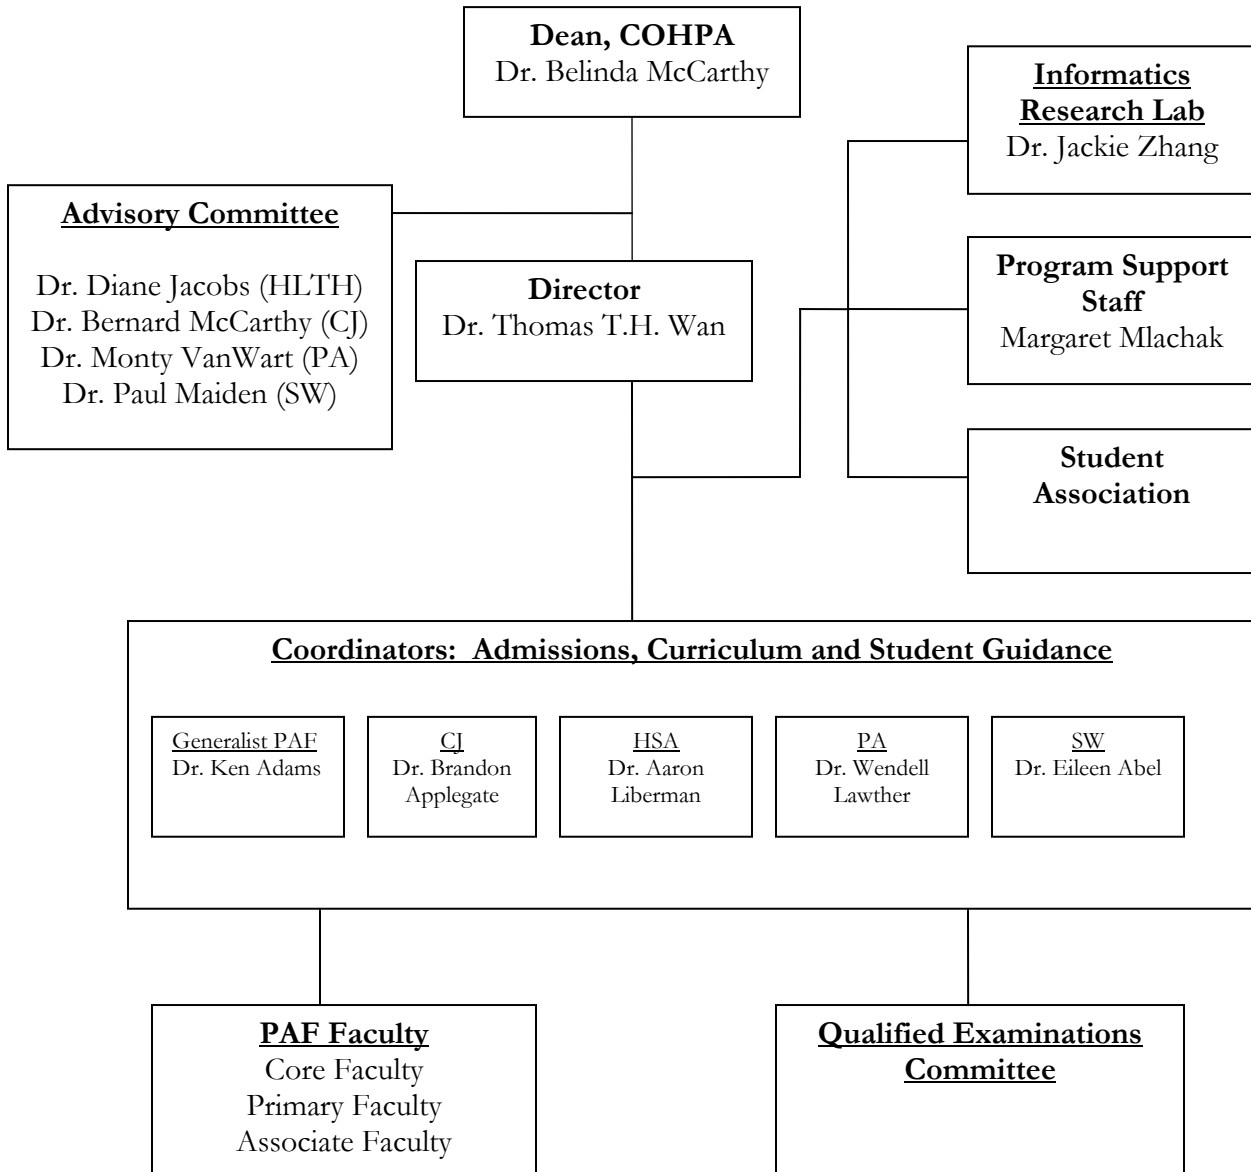 Dean, COHPA
Dr. Belinda McCarthy
Informatics
Research Lab
Dr. Jackie Zhang
Advisory Committee
Dr. Diane Jacobs (HLTH)
Dr. Bernard McCarthy (CJ)
Dr. Monty VanWart (PA)
Dr. Paul Maiden (SW)
Director
Dr. Thomas T.H. Wan
Program Support
Staff
Margaret Mlachak
Student
Association
Coordinators:  Admissions, Curriculum and Student Guidance
Generalist PAF
Dr. Ken Adams
CJ
Dr. Brandon
Applegate
HSA
Dr. Aaron
Liberman
PA
Dr. Wendell
Lawther
SW
Dr. Eileen Abel
PAF Faculty
Core Faculty
Primary Faculty
Associate Faculty
Qualified Examinations
Committee